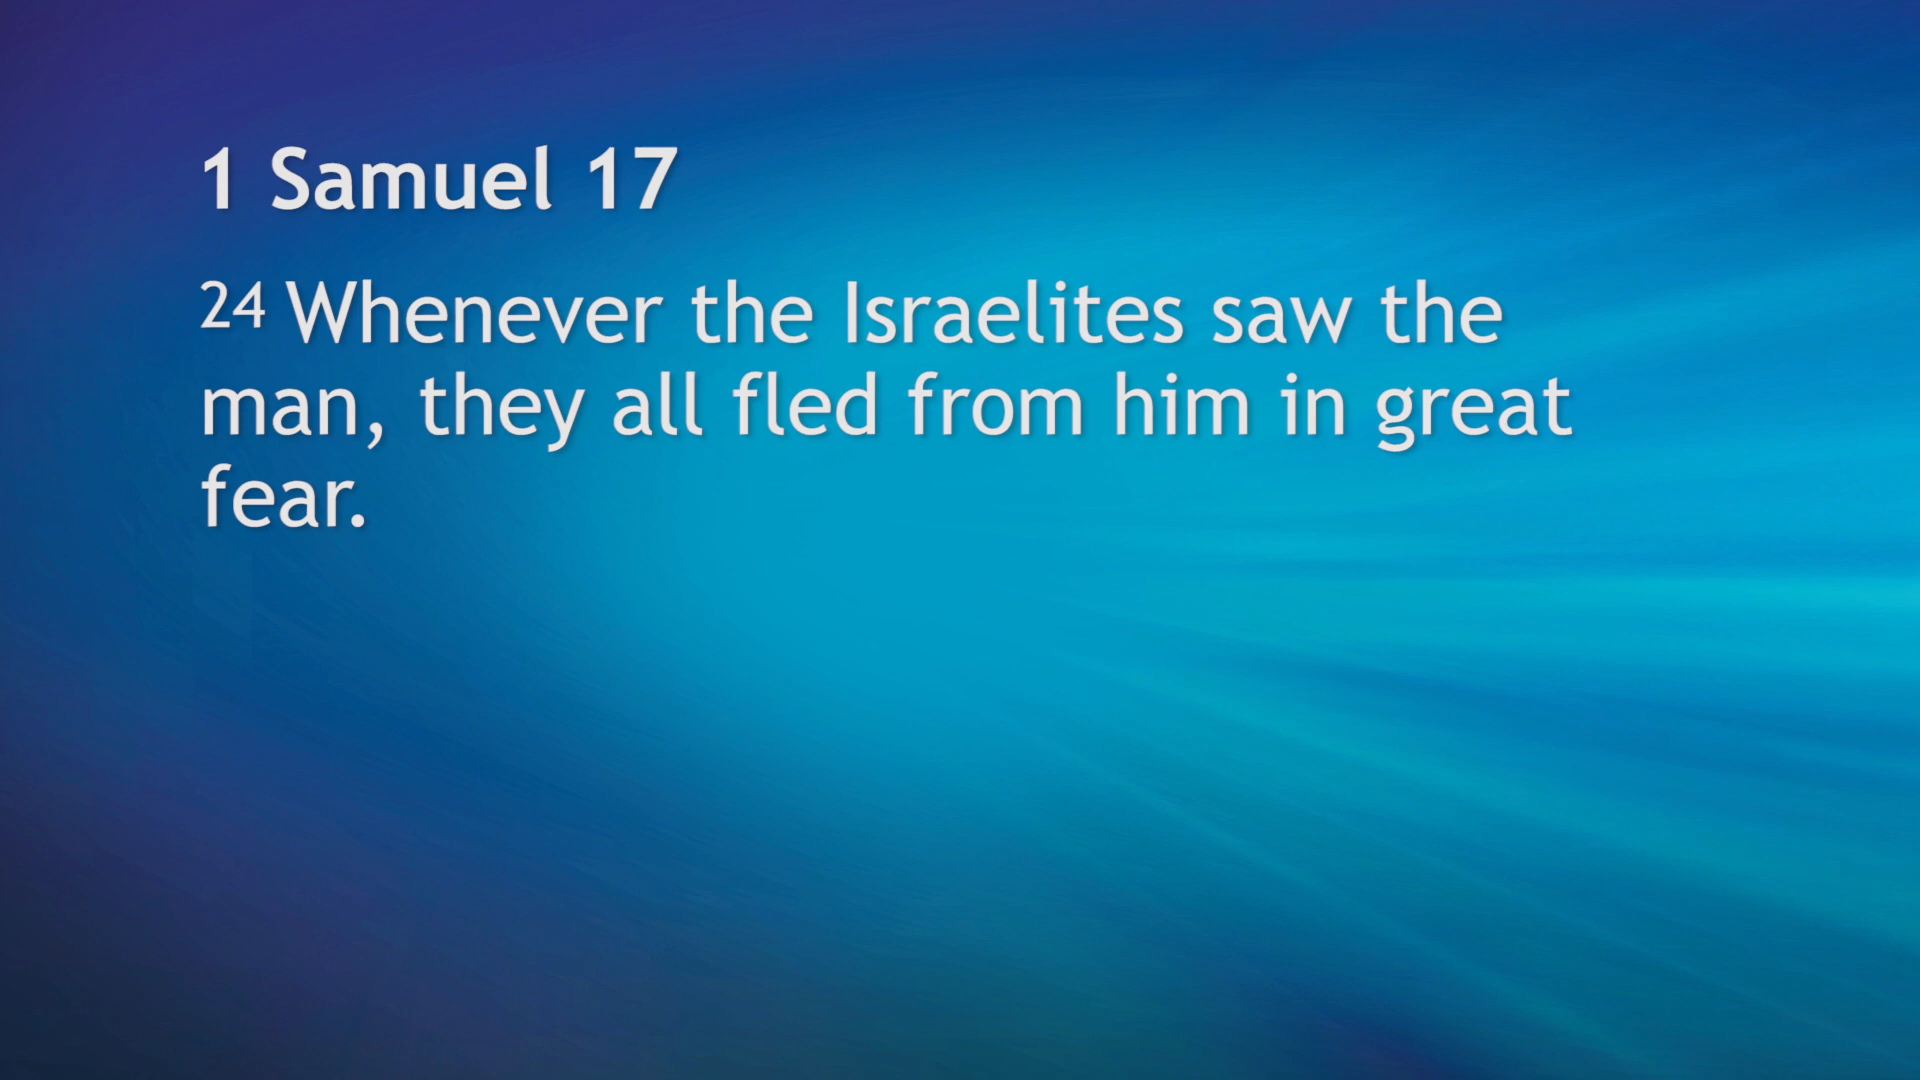 1 Samuel 17
24 Whenever the Israelites saw the
man, they all fled from him in great
fear.